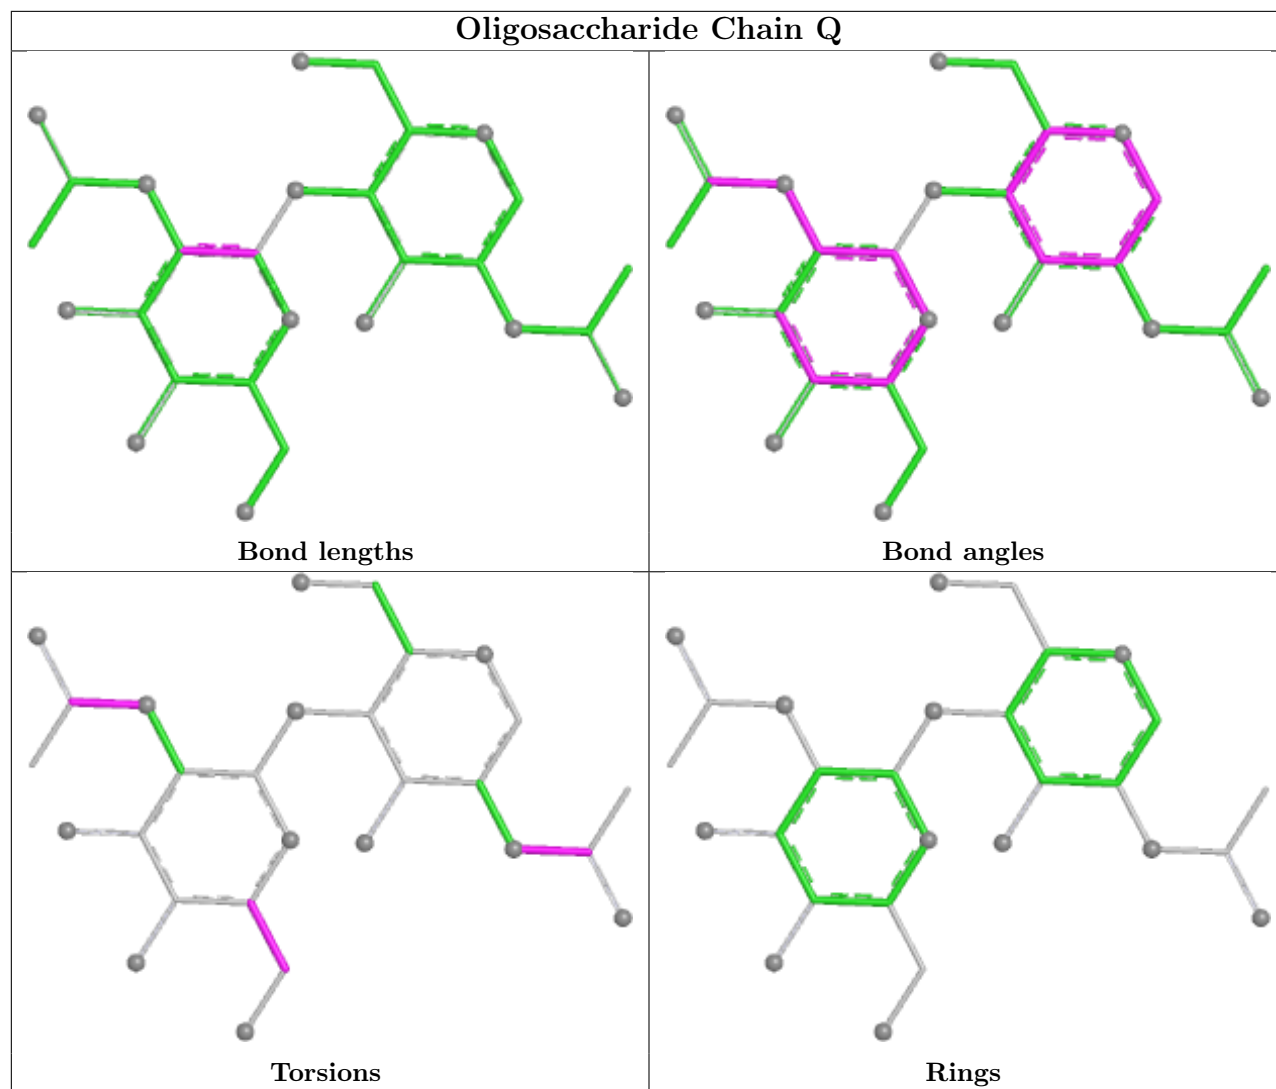 Oligosaccharide Chain Q
Bond lengths
Bond angles
Torsions
Rings